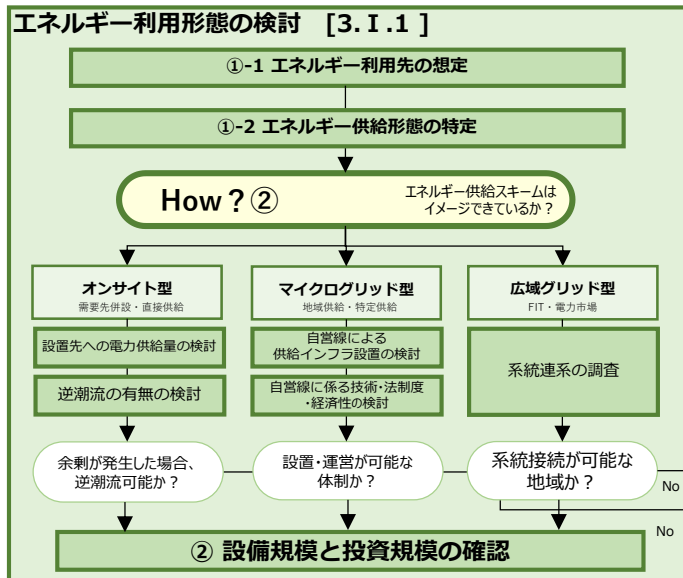 エネルギー利用形態の検討 [3.Ⅰ.1 ]
①-1 エネルギー利用先の想定
①-2 エネルギー供給形態の特定
How？②
エネルギー供給スキームは
イメージできているか？
オンサイト型
需要先併設・直接供給
マイクログリッド型
地域供給・特定供給
広域グリッド型
FIT・電力市場
設置先への電力供給量の検討
自営線による
供給インフラ設置の検討
系統連系の調査
逆潮流の有無の検討
自営線に係る技術・法制度
・経済性の検討
余剰が発生した場合、
逆潮流可能か？
設置・運営が可能な
体制か？
系統接続が可能な
地域か？
No
No
② 設備規模と投資規模の確認